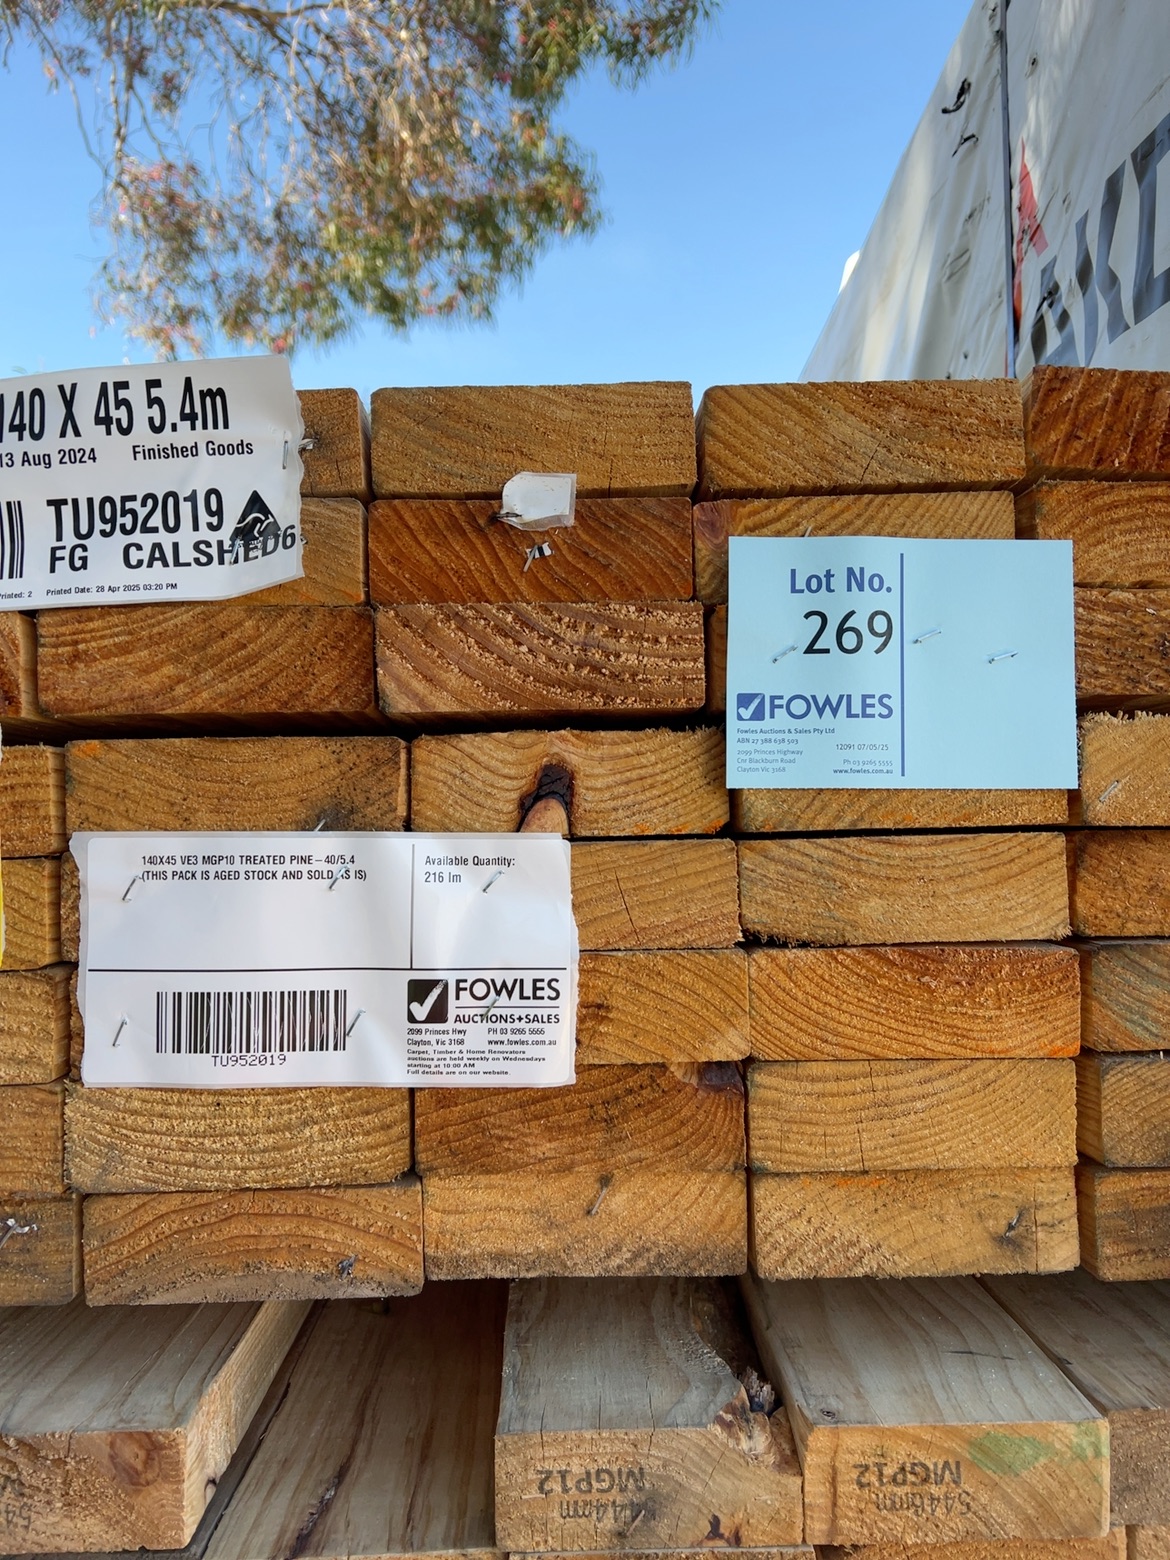 140 X 45 5.4m
13 Aug 2024 Finished Goods
TU952019
FG CALSHED6
Printed: 2 Printed Date: 28 Apr 2025 03:20 PM
Lot No.
269
FOWLES
Fowles Auctions & Sales Pty Ltd
ABN 27 388 638 503
2099 Princes Highway
Cnr Blackburn Road
Clayton Vic 3168
12091 07/05/25
Ph 03 9265 5555
www.fowles.com.au
140X45 VE3 MGP10 TREATED PINE–40/5.4
(THIS PACK IS AGED STOCK AND SOLD AS IS)
Available Quantity:
216 lm
TU952019
FOWLES
AUCTIONS+SALES
2099 Princes Hwy PH 03 9265 5555
Clayton, Vic 3168 www.fowles.com.au
Carpet, Timber & Home Renovators
auctions are held weekly on Wednesdays
starting at 10:00 AM
Full details are on our website.
MGP12
5444mm
MGP12
5446mm